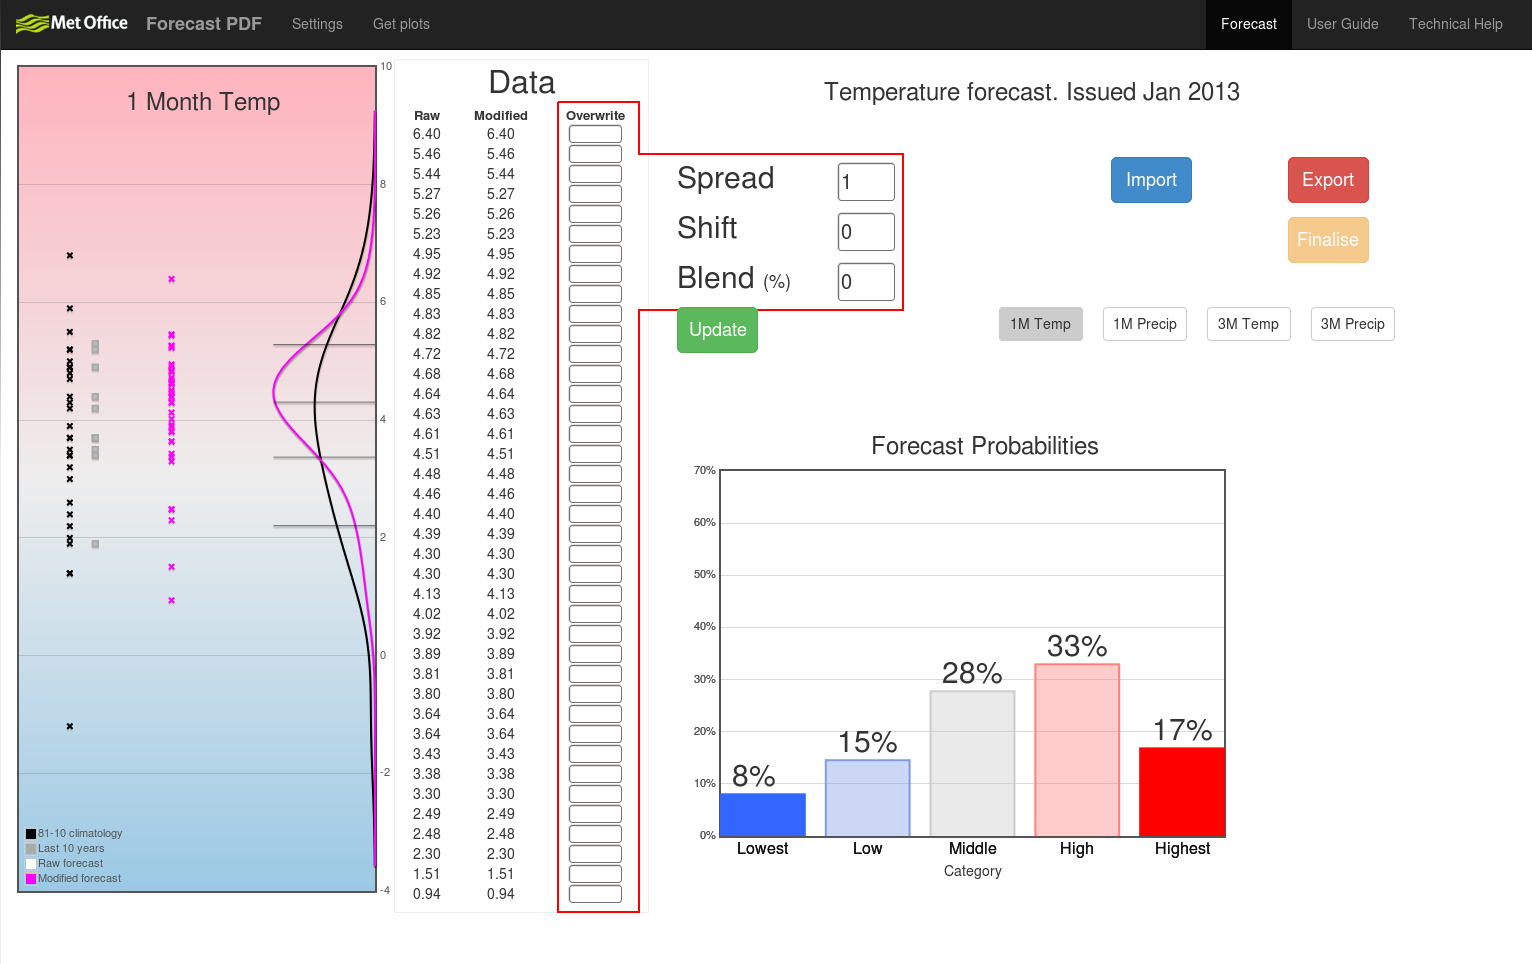 Met Office Forecast PDF Settings Get plots Forecast User Guide Technical Help
1 Month Temp
10
8
6
4
2
0
-2
-4
81-10 climatology
Last 10 years
Raw forecast
Modified forecast
Data
Raw Modified Overwrite
6.40 6.40
5.46 5.46
5.44 5.44
5.27 5.27
5.26 5.26
5.23 5.23
4.95 4.95
4.92 4.92
4.85 4.85
4.83 4.83
4.82 4.82
4.72 4.72
4.68 4.68
4.64 4.64
4.63 4.63
4.61 4.61
4.51 4.51
4.48 4.48
4.46 4.46
4.40 4.40
4.39 4.39
4.30 4.30
4.30 4.30
4.13 4.13
4.02 4.02
3.92 3.92
3.89 3.89
3.81 3.81
3.80 3.80
3.64 3.64
3.64 3.64
3.43 3.43
3.38 3.38
3.30 3.30
2.49 2.49
2.48 2.48
2.30 2.30
1.51 1.51
0.94 0.94
Spread 1
Shift 0
Blend (%) 0
Update
Temperature forecast. Issued Jan 2013
Import Export
Finalise
1M Temp 1M Precip 3M Temp 3M Precip
Forecast Probabilities
70%
60%
50%
40%
30%
20%
10%
0%
8% 15% 28% 33% 17%
Lowest Low Middle High Highest
Category